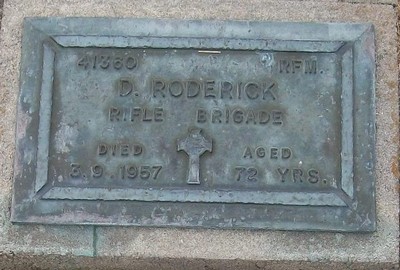 41360 RFM.
D. RODERICK
RIFLE BRIGADE
DIED AGED
3.9.1957 72 YRS.